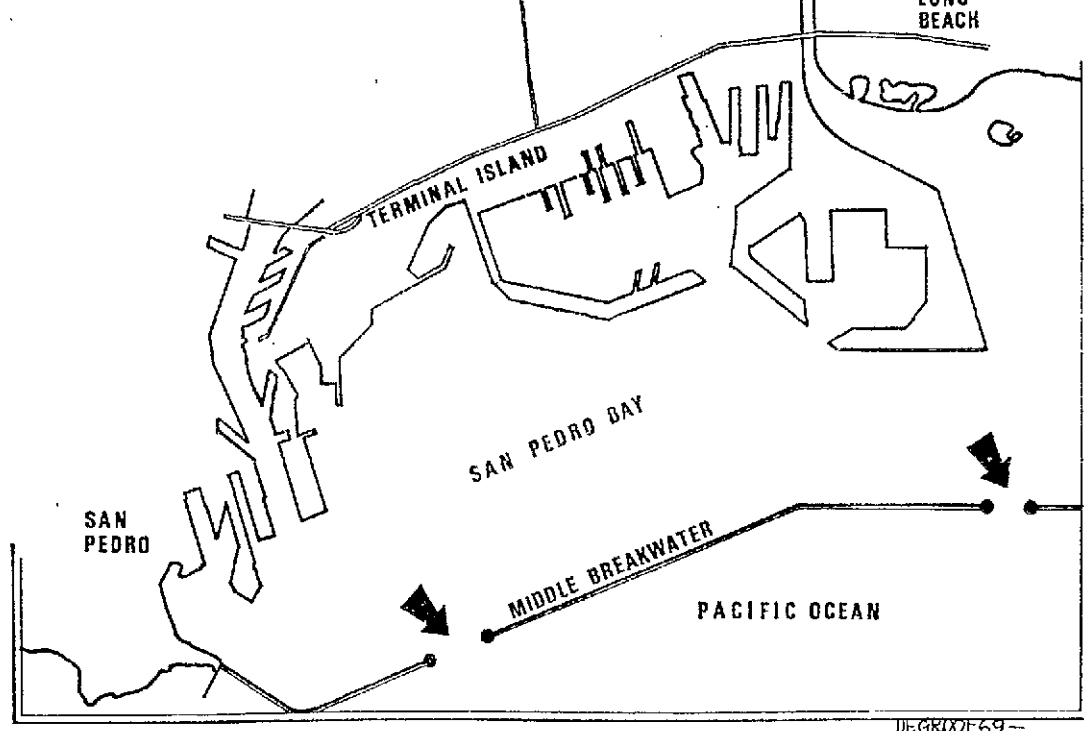 LONG
BEACH
TERMINAL ISLAND
SAN PEDRO BAY
SAN
PEDRO
MIDDLE BREAKWATER
PACIFIC OCEAN